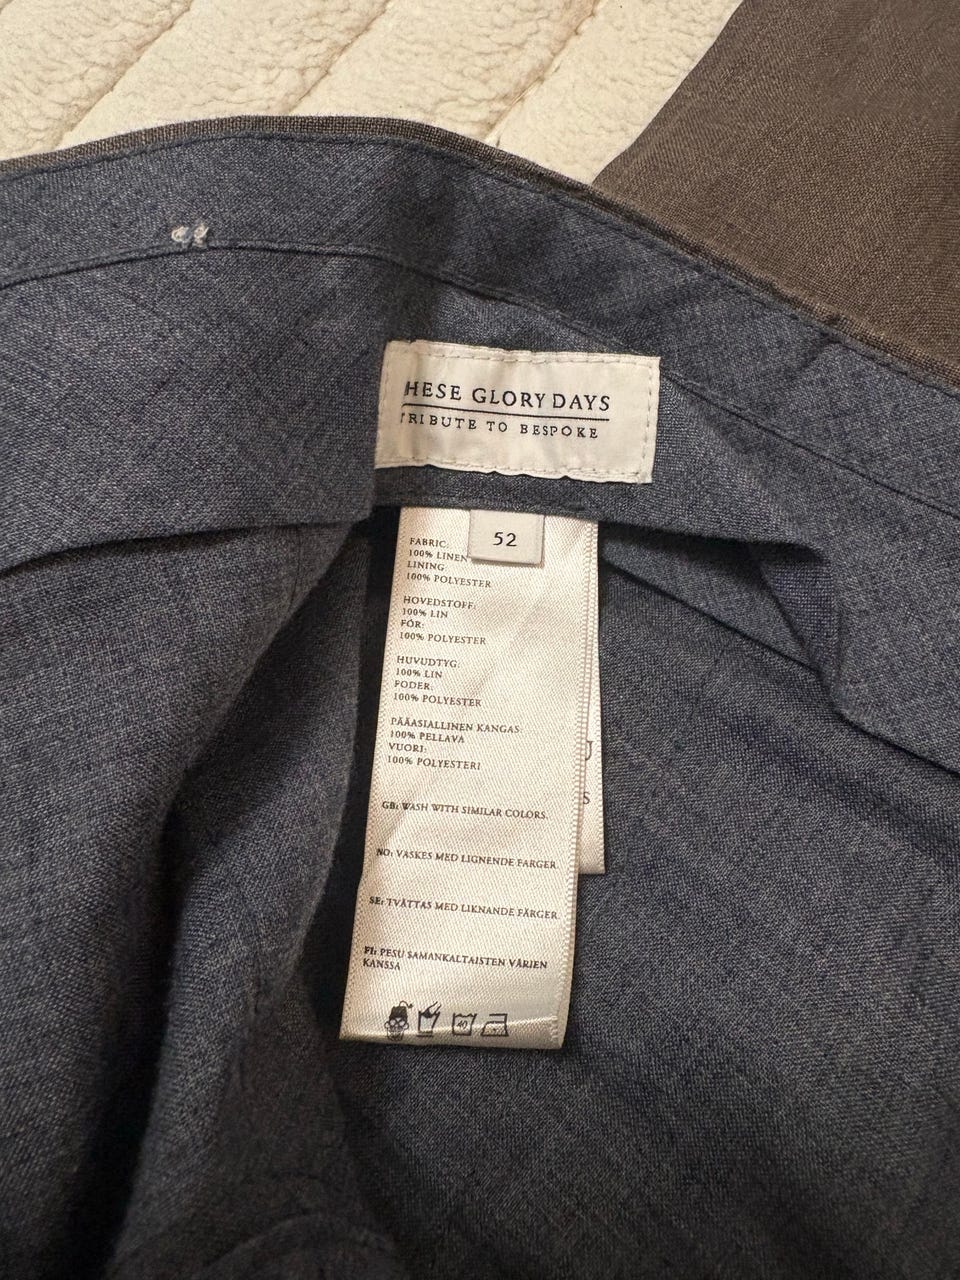 HESE GLORY DAYS
TRIBUTE TO BESPOKE
52
FABRIC:
100% LINEN
LINING:
100% POLYESTER
HOVEDSTOFF:
100% LIN
FÔR:
100% POLYESTER
HUVUDTYG:
100% LIN
FODER:
100% POLYESTER
PÄÄASIALLINEN KANGAS:
100% PELLAVA
VUORI:
100% POLYESTERI
GB: WASH WITH SIMILAR COLORS.
NO: VASKES MED LIGNENDE FARGER.
SE: TVÄTTAS MED LIKNANDE FÄRGER.
FI: PESU SAMANKALTAISTEN VÄRIEN
KANSSA
40
J
S